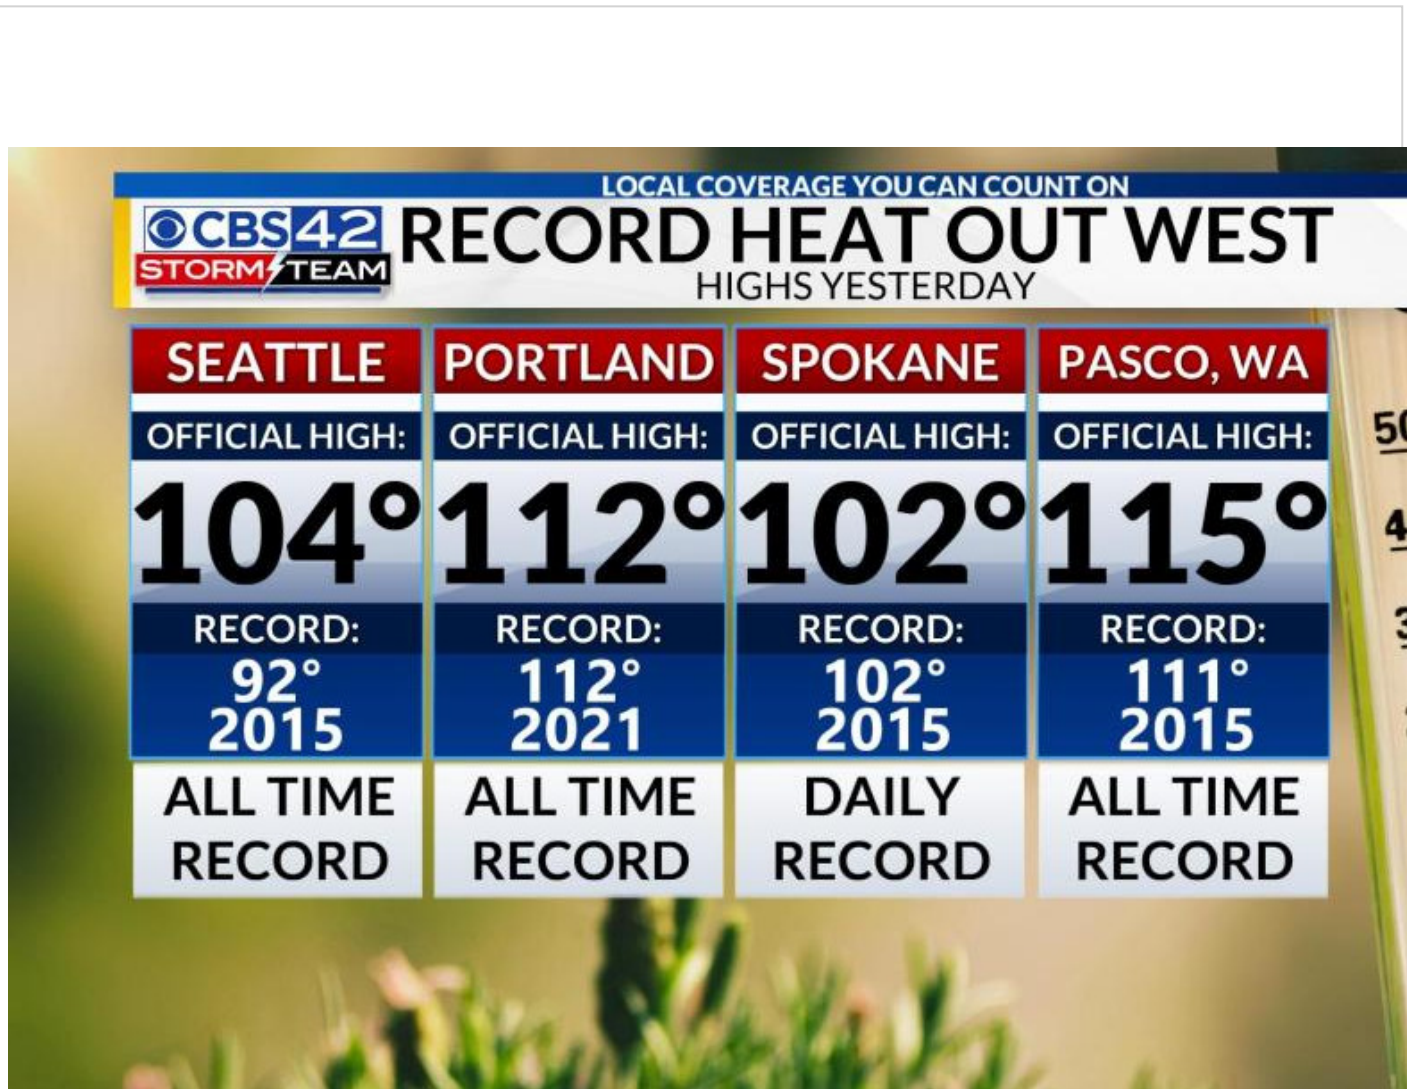 LOCAL COVERAGE YOU CAN COUNT ON
CBS 42
STORM TEAM
RECORD HEAT OUT WEST
HIGHS YESTERDAY
SEATTLE
OFFICIAL HIGH:
104°
RECORD:
92°
2015
ALL TIME
RECORD
PORTLAND
OFFICIAL HIGH:
112°
RECORD:
112°
2021
ALL TIME
RECORD
SPOKANE
OFFICIAL HIGH:
102°
RECORD:
102°
2015
DAILY
RECORD
PASCO, WA
OFFICIAL HIGH:
115°
RECORD:
111°
2015
ALL TIME
RECORD